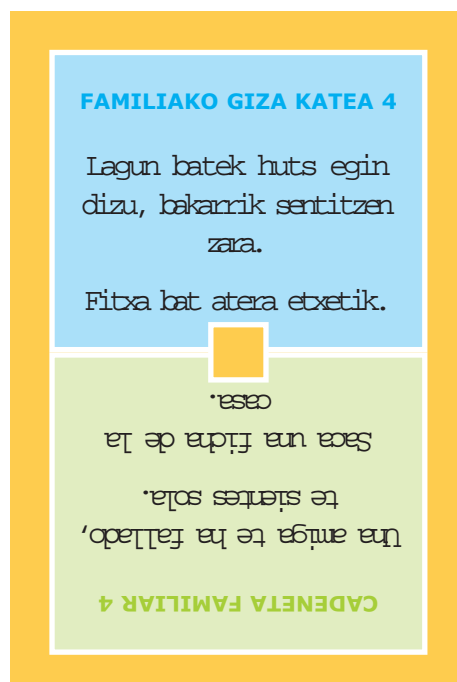 FAMILIAKO GIZA KATEA 4
Lagun batek huts egin
dizu, bakarrik sentitzen
zara.
Fitxa bat atera etxetik.
CADENETA FAMILIAR 4
Una amiga te ha fallado,
te sientes sola.
Saca una ficha de la
casa.